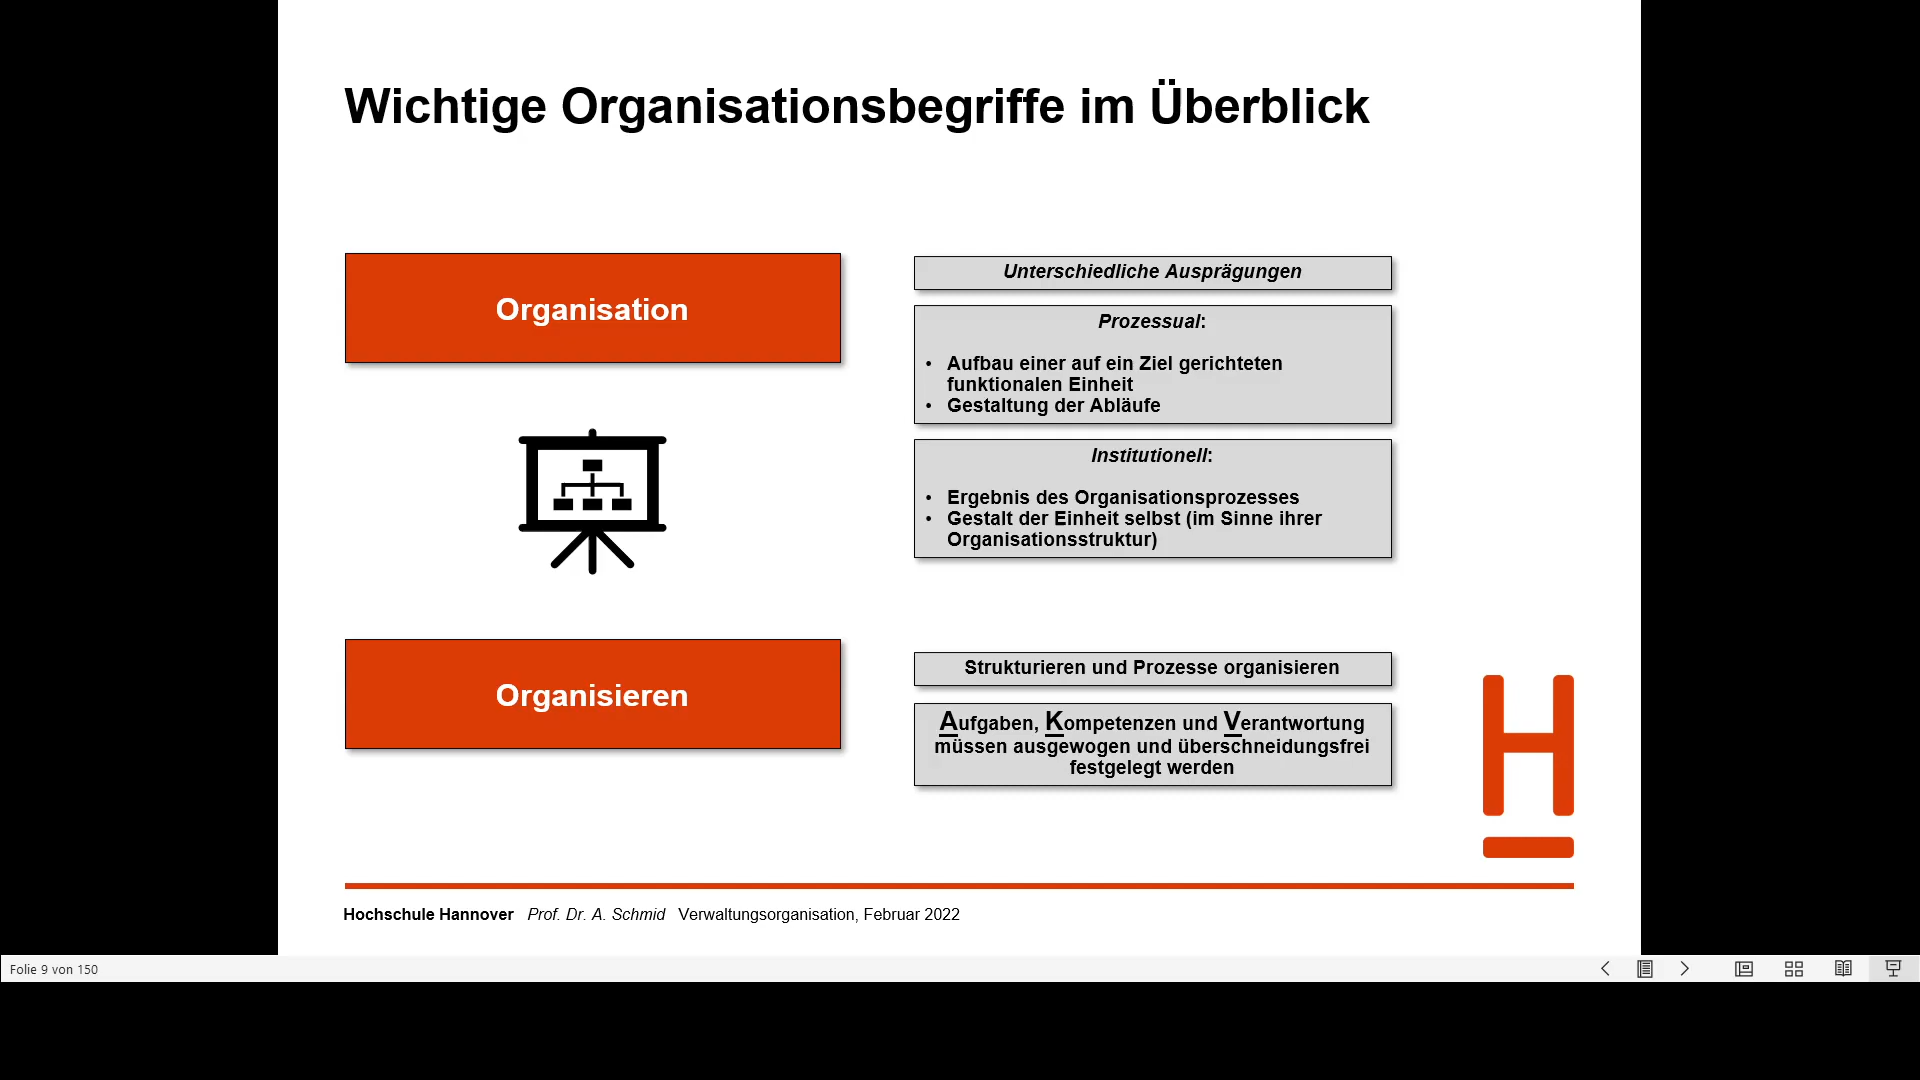 Wichtige Organisationsbegriffe im Überblick
Organisation
Unterschiedliche Ausprägungen
Prozessual:
• Aufbau einer auf ein Ziel gerichteten
funktionalen Einheit
• Gestaltung der Abläufe
Institutionell:
• Ergebnis des Organisationsprozesses
• Gestalt der Einheit selbst (im Sinne ihrer
Organisationsstruktur)
Organisieren
Strukturieren und Prozesse organisieren
Aufgaben, Kompetenzen und Verantwortung
müssen ausgewogen und überschneidungsfrei
festgelegt werden
H
Hochschule Hannover Prof. Dr. A. Schmid Verwaltungsorganisation, Februar 2022
Folie 9 von 150